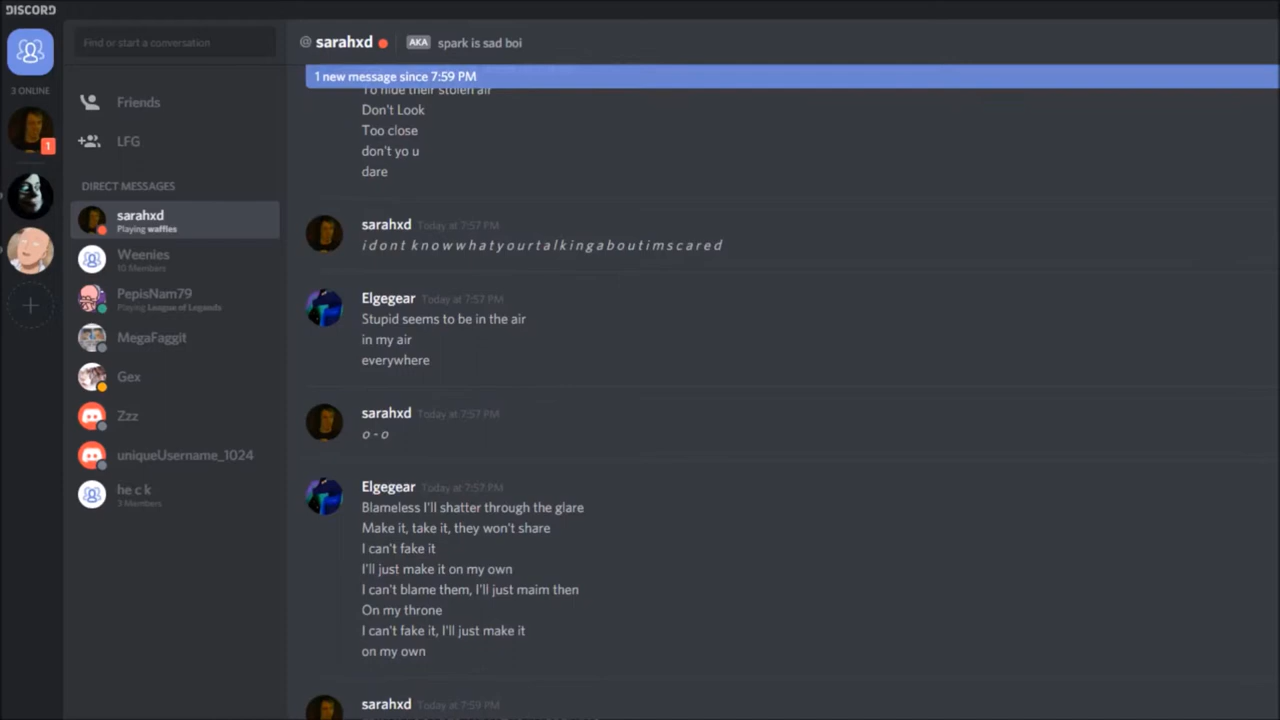 DISCORD
3 ONLINE
1
Find or start a conversation
Friends
LFG
DIRECT MESSAGES
sarahxd
Playing waffles
Weenies
10 Members
PepisNam79
Playing League of Legends
MegaFaggit
Gex
Zzz
uniqueUsername_1024
he c k
3 Members
@ sarahxd
AKA spark is sad boi
1 new message since 7:59 PM
To hide their stolen air
Don't Look
Too close
don't yo u
dare
sarahxd Today at 7:57 PM
i d o n t k n o w w h a t y o u r t a l k i n g a b o u t i m s c a r e d
Elgegear Today at 7:57 PM
Stupid seems to be in the air
in my air
everywhere
sarahxd Today at 7:57 PM
o - o
Elgegear Today at 7:57 PM
Blameless I'll shatter through the glare
Make it, take it, they won't share
I can't fake it
I'll just make it on my own
I can't blame them, I'll just maim then
On my throne
I can't fake it, I'll just make it
on my own
sarahxd Today at 7:59 PM